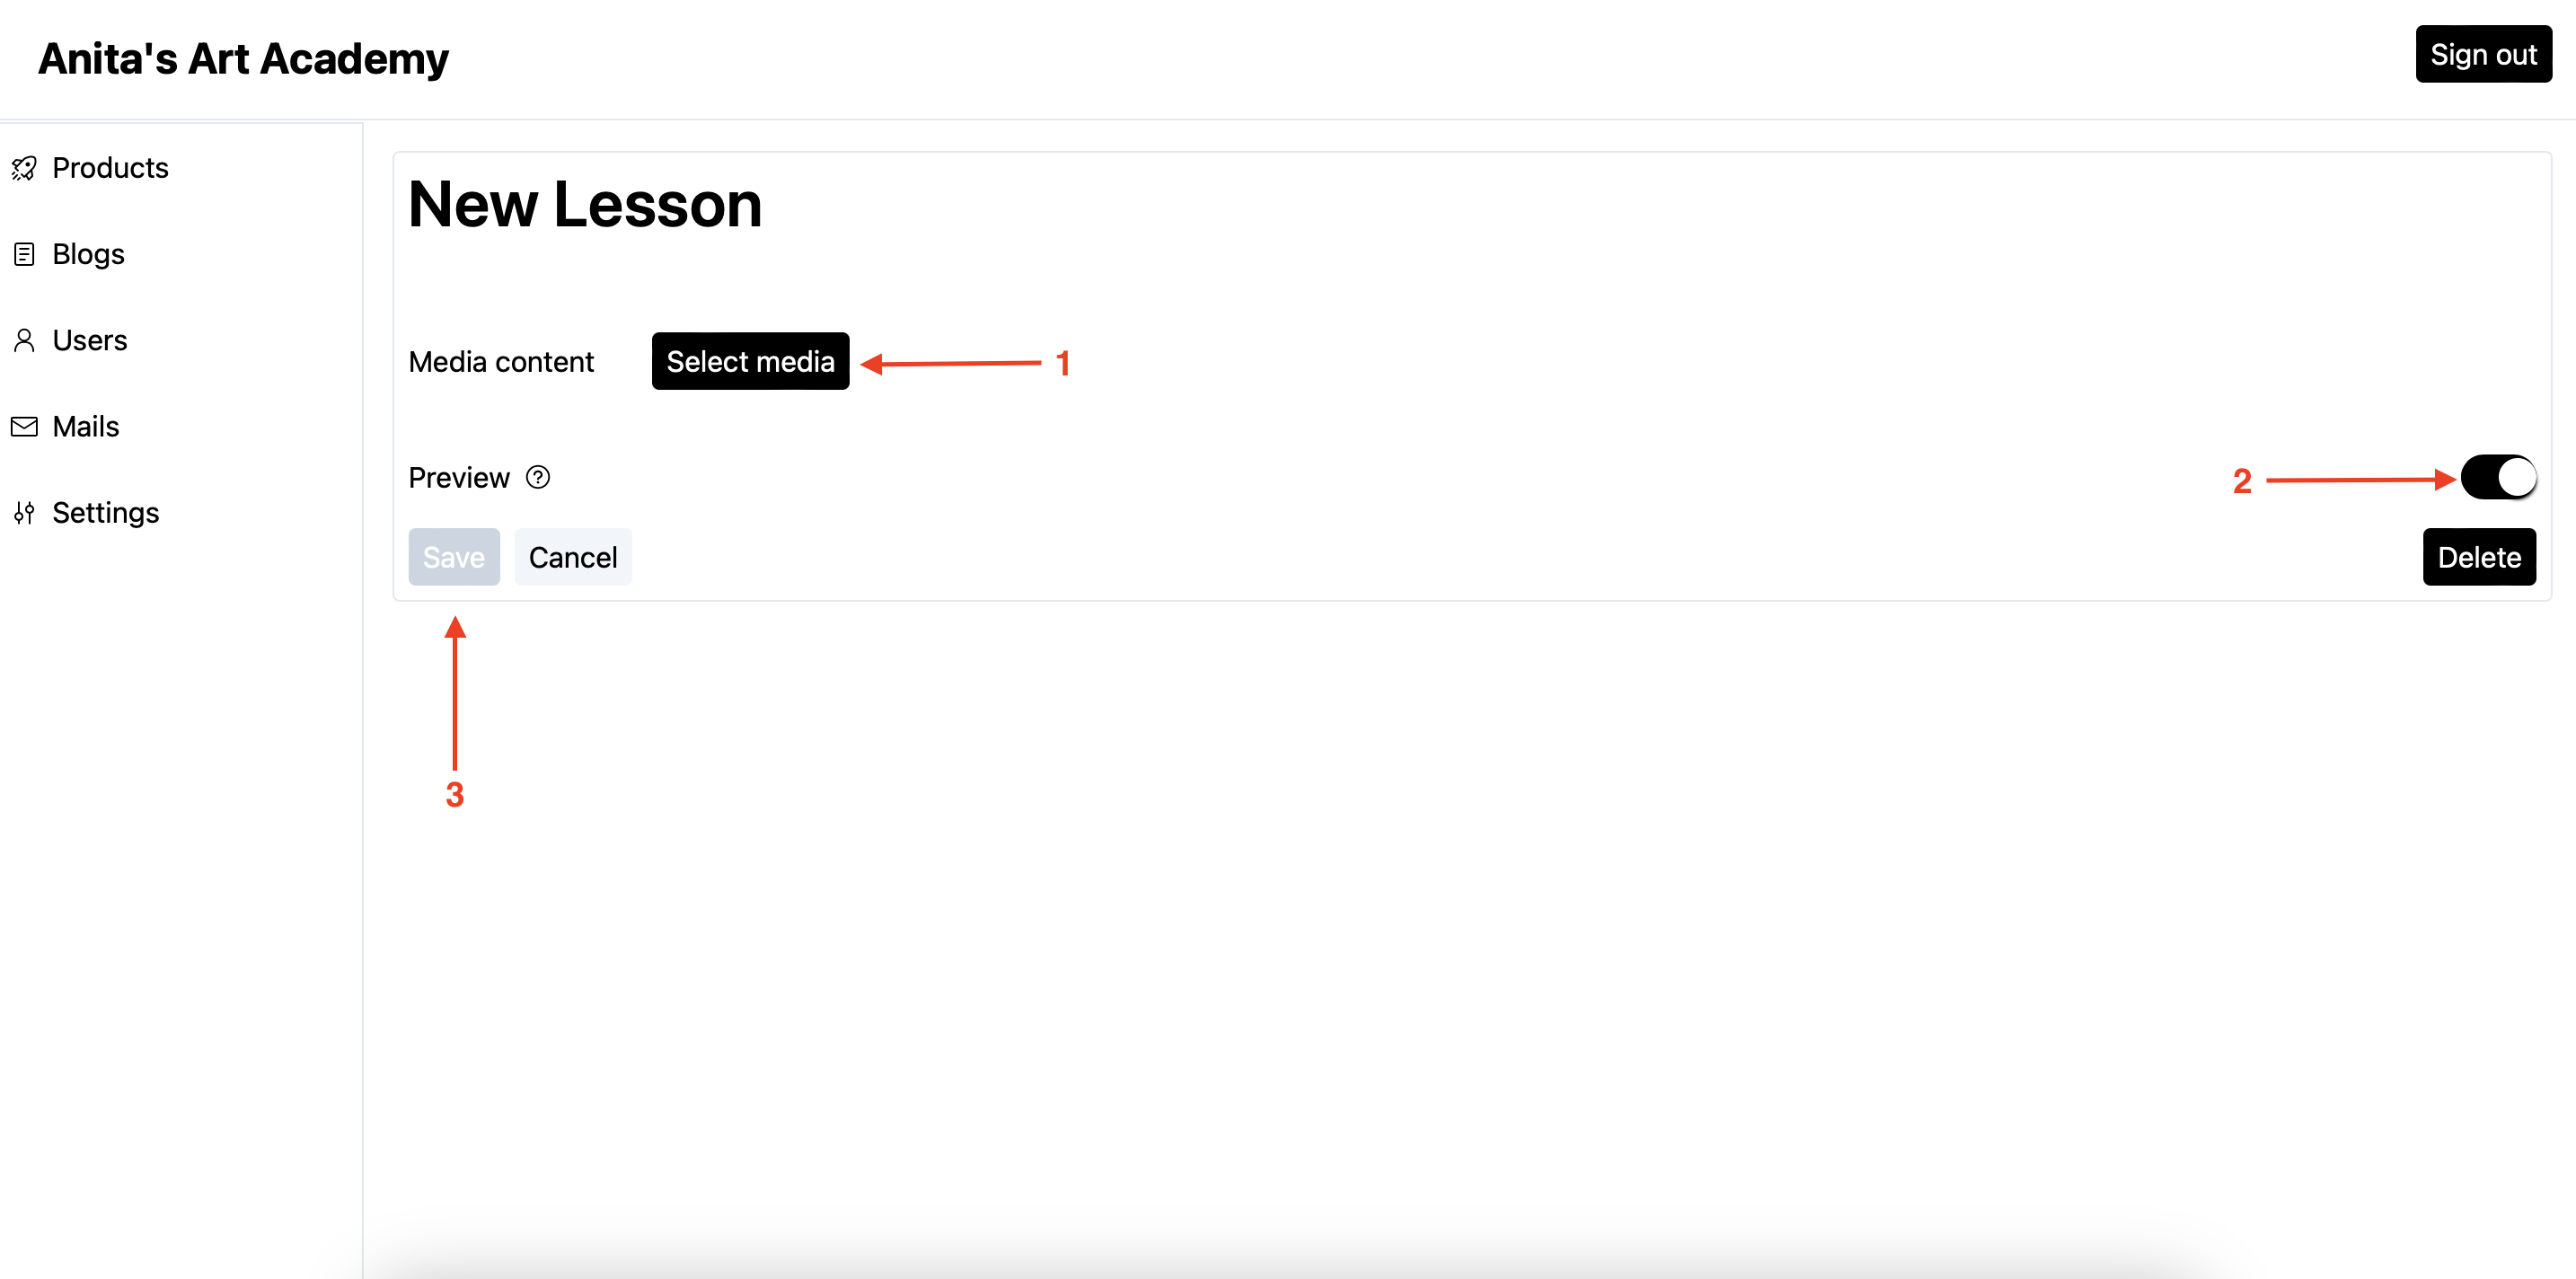 Anita's Art Academy
Sign out
Products
Blogs
Users
Mails
Settings
New Lesson
Media content
Select media
1
Preview ?
2
Save
Cancel
Delete
3